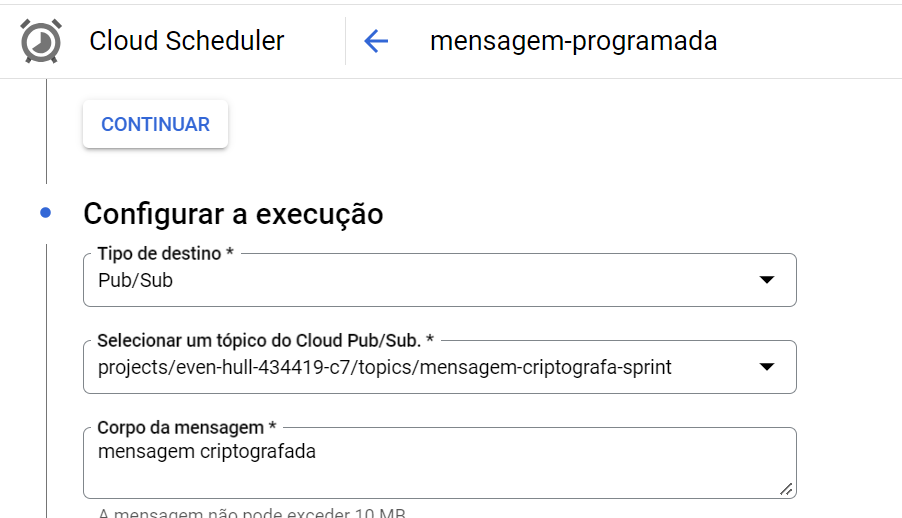 Cloud Scheduler
mensagem-programada
CONTINUAR
Configurar a execução
Tipo de destino *
Pub/Sub
Selecionar um tópico do Cloud Pub/Sub. *
projects/even-hull-434419-c7/topics/mensagem-criptografa-sprint
Corpo da mensagem *
mensagem criptografada
A mensagem não pode exceder 10 MB